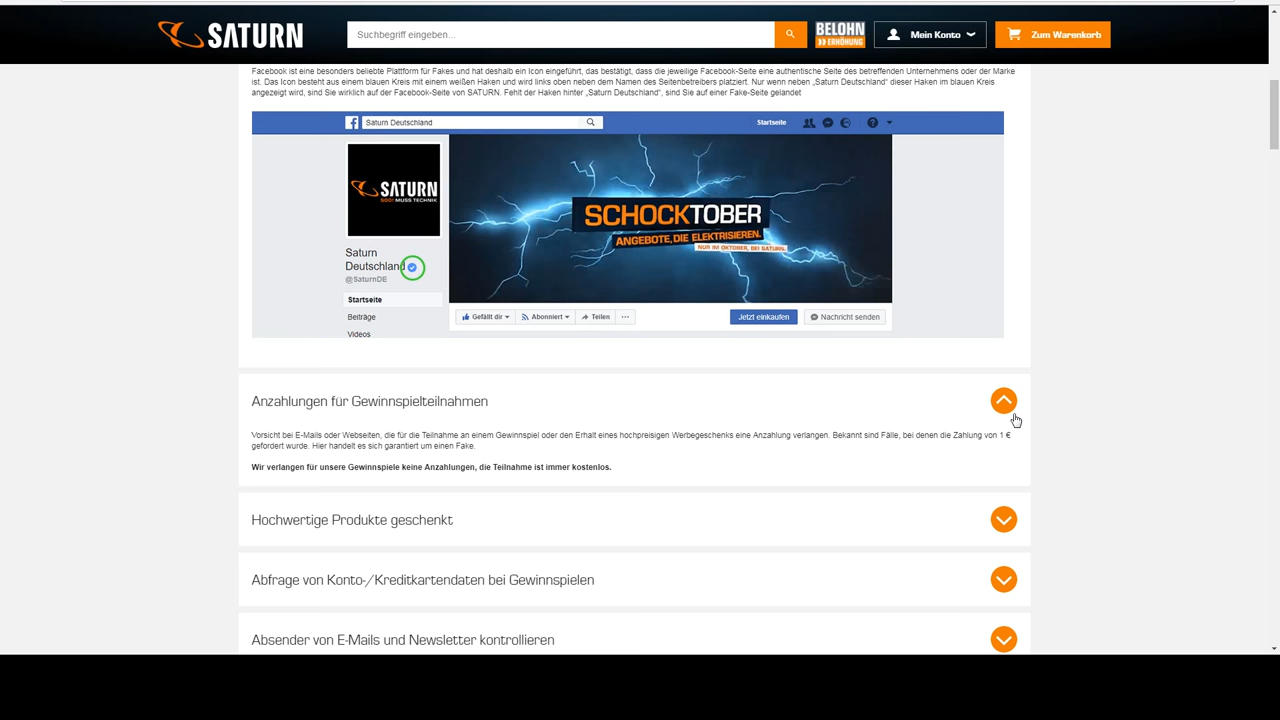 SATURN
Suchbegriff eingeben...
BELOHN
ERHÖHUNG
Mein Konto
Zum Warenkorb
Facebook ist eine besonders beliebte Plattform für Fakes und hat deshalb ein Icon eingeführt, das bestätigt, dass die jeweilige Facebook-Seite eine authentische Seite des betreffenden Unternehmens oder der Marke
ist. Das Icon besteht aus einem blauen Kreis mit einem weißen Haken und wird links oben neben dem Namen des Seitenbetreibers platziert. Nur wenn neben „Saturn Deutschland“ dieser Haken im blauen Kreis
angezeigt wird, sind Sie wirklich auf der Facebook-Seite von SATURN. Fehlt der Haken hinter „Saturn Deutschland“, sind Sie auf einer Fake-Seite gelandet
Saturn Deutschland
Startseite
SATURN
SOO! MUSS TECHNIK
SCHOCKTOBER
ANGEBOTE, DIE ELEKTRISIEREN.
NUR IM OKTOBER, BEI SATURN.
Saturn
Deutschland
@SaturnDE
Startseite
Beiträge
Videos
Gefällt dir
Abonniert
Teilen
...
Jetzt einkaufen
Nachricht senden
Anzahlungen für Gewinnspielteilnahmen
Vorsicht bei E-Mails oder Webseiten, die für die Teilnahme an einem Gewinnspiel oder den Erhalt eines hochpreisigen Werbegeschenks eine Anzahlung verlangen. Bekannt sind Fälle, bei denen die Zahlung von 1 €
gefordert wurde. Hier handelt es sich garantiert um einen Fake.
Wir verlangen für unsere Gewinnspiele keine Anzahlungen, die Teilnahme ist immer kostenlos.
Hochwertige Produkte geschenkt
Abfrage von Konto-/Kreditkartendaten bei Gewinnspielen
Absender von E-Mails und Newsletter kontrollieren